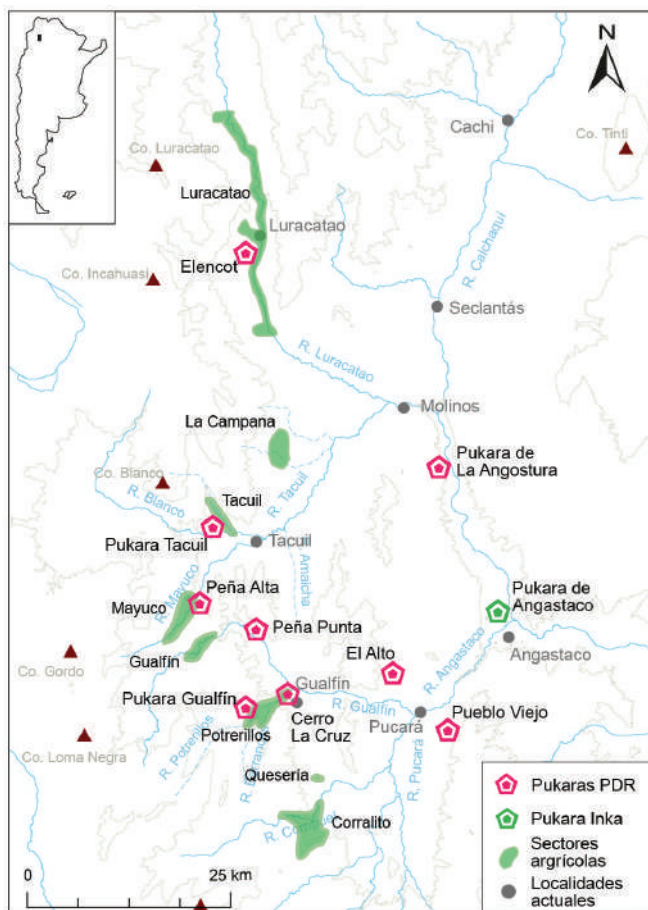 N
Cachi
Co. Tinti
Co. Luracatao
Luracatao
Luracatao
Elencot
R. Calchaquí
Co. Incahuasi
Seclantás
R. Luracatao
Molinos
La Campana
Pukara de
La Angostura
Co. Blanco
Tacuil
R. Tacuil
R. Blanco
Pukara Tacuil
Tacuil
Amaicha
R. Mayuco
Peña Alta
Mayuco
Pukara de
Angastaco
Peña Punta
Gualfín
El Alto
R. Angastaco
Angastaco
Co. Gordo
Gualfín
Pukara Gualfín
R. Gualfín
Cerro
La Cruz
Pucará
Pueblo Viejo
Potrerillos
R. Potrerillos
Co. Loma Negra
R. Pucará
Quesería
Corralito
Pukaras PDR
Pukara Inka
Sectores
argrícolas
Localidades
actuales
0
25 km